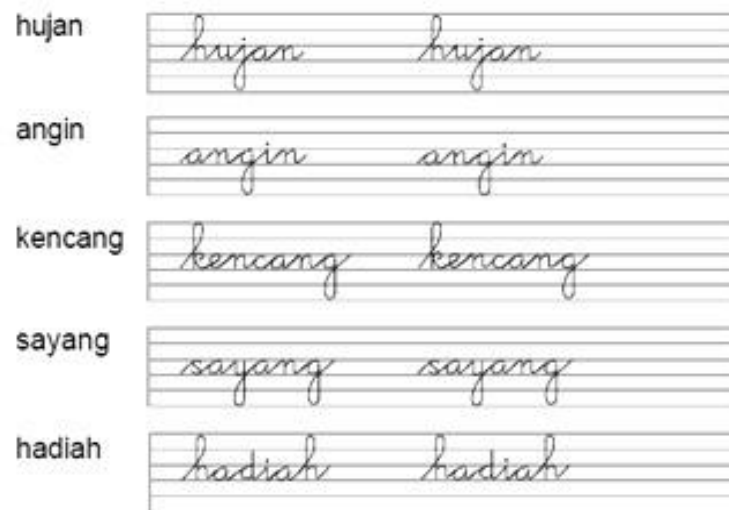 hujan hujan hujan
angin angin angin
kencang kencang kencang
sayang sayang sayang
hadiah hadiah hadiah